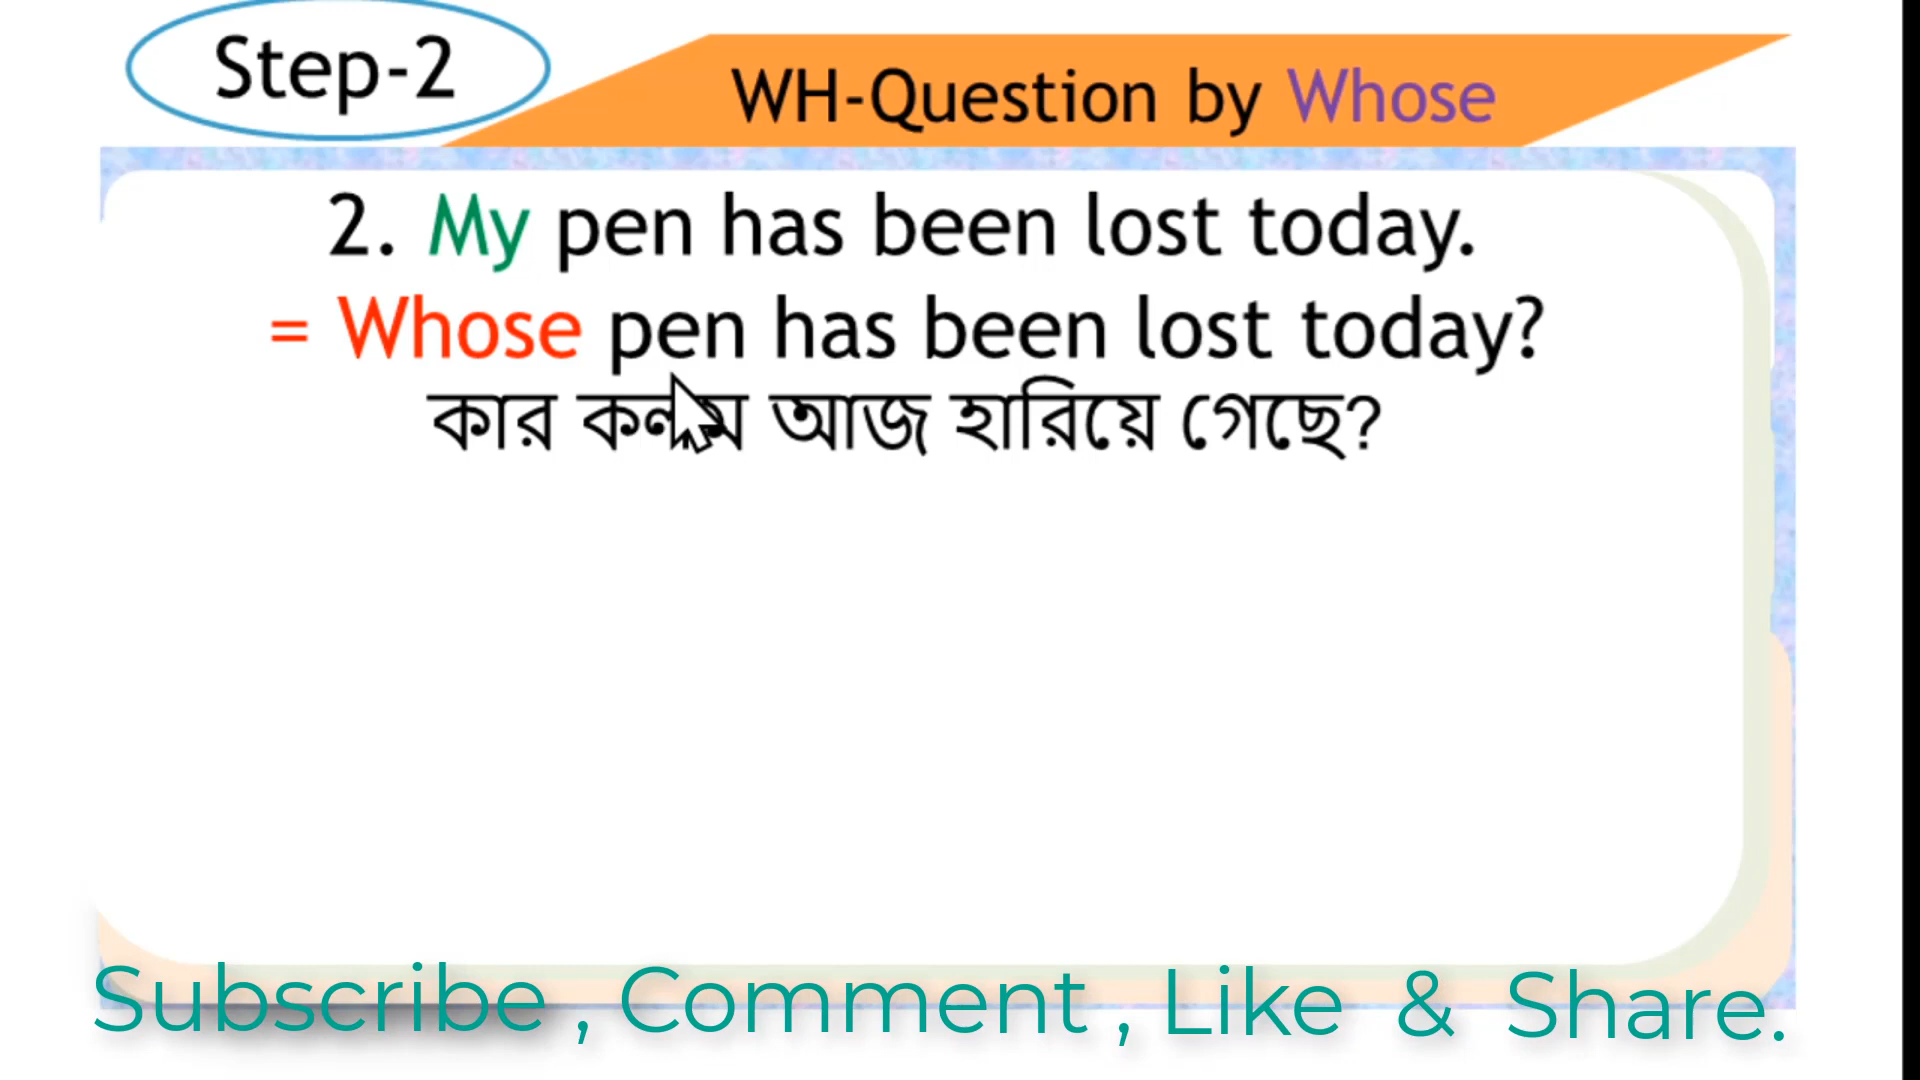 Step-2
WH-Question by Whose
2. My pen has been lost today.
= Whose pen has been lost today?
কার কলম আজ হারিয়ে গেছে?
Subscribe , Comment , Like & Share.